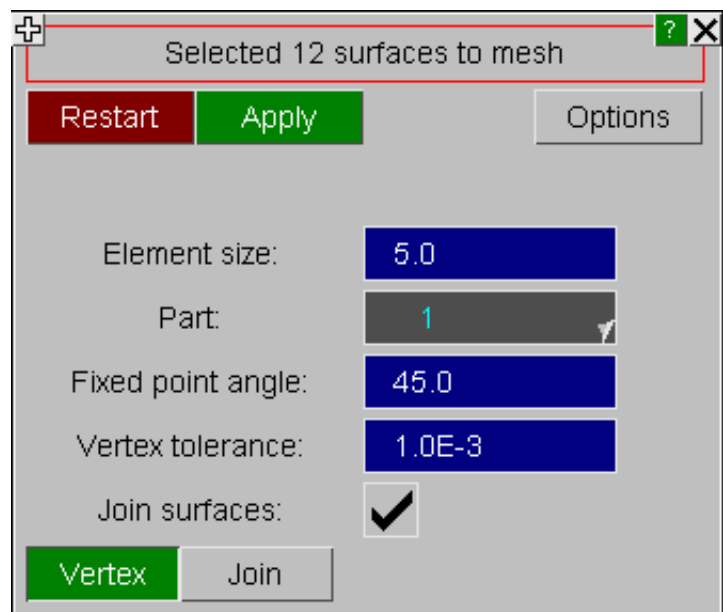 ?
Selected 12 surfaces to mesh
Restart Apply Options
Element size: 5.0
Part: 1
Fixed point angle: 45.0
Vertex tolerance: 1.0E-3
Join surfaces:
Vertex Join